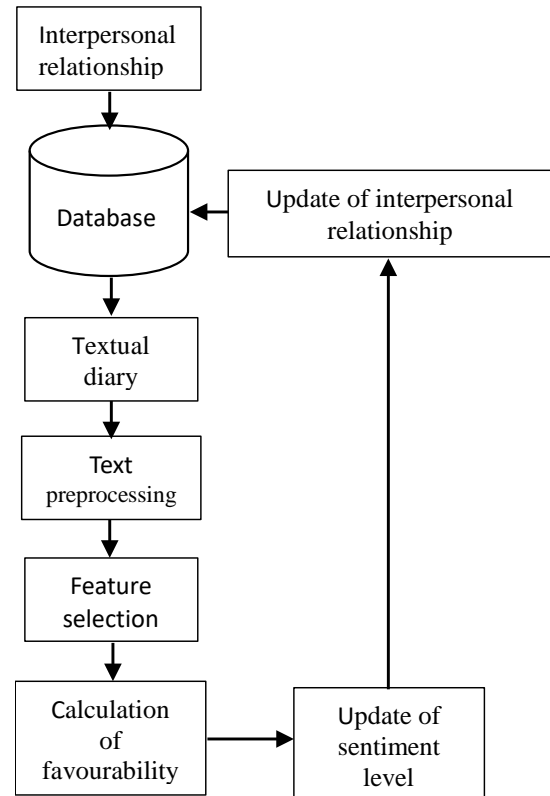 Interpersonal
relationship
Database
Update of interpersonal
relationship
Textual
diary
Text
preprocessing
Feature
selection
Calculation
of
favourability
Update of
sentiment
level